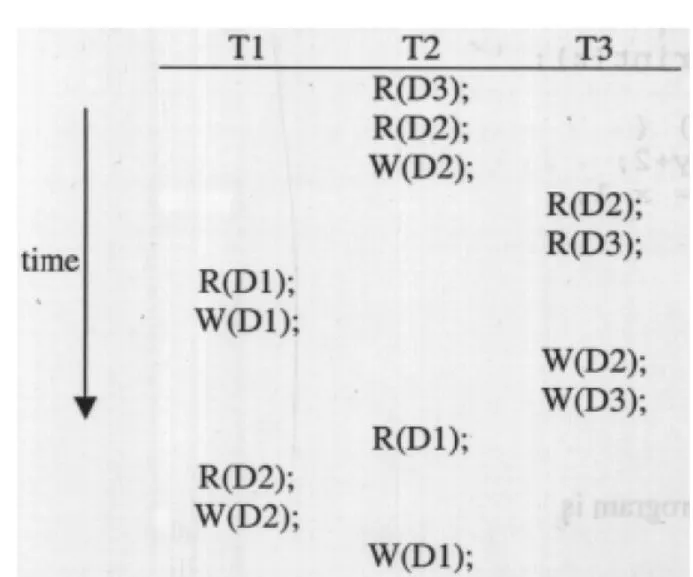 T1 T2 T3
R(D3);
R(D2);
W(D2);
R(D2);
R(D3);
time
R(D1);
W(D1);
W(D2);
W(D3);
R(D1);
R(D2);
W(D2);
W(D1);